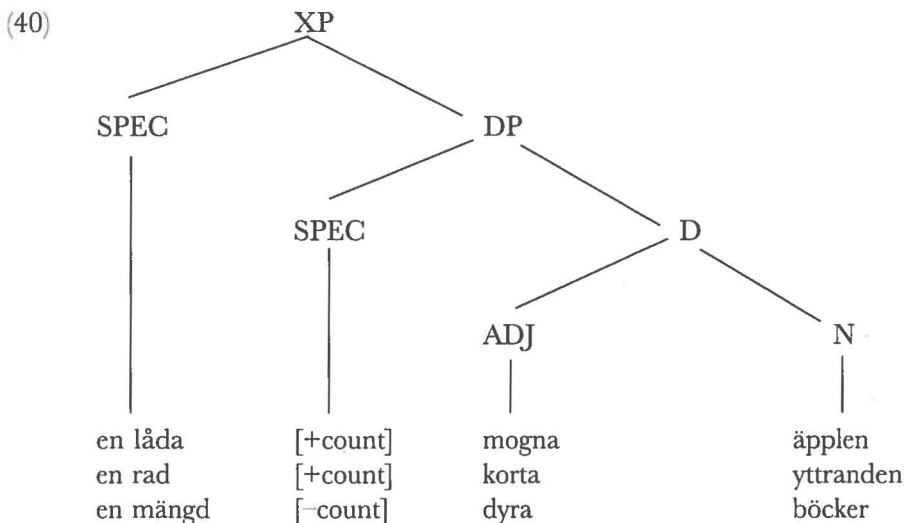 (40) XP
SPEC DP
SPEC D
ADJ N
en låda [+count] mogna äpplen
en rad [+count] korta yttranden
en mängd [−count] dyra böcker